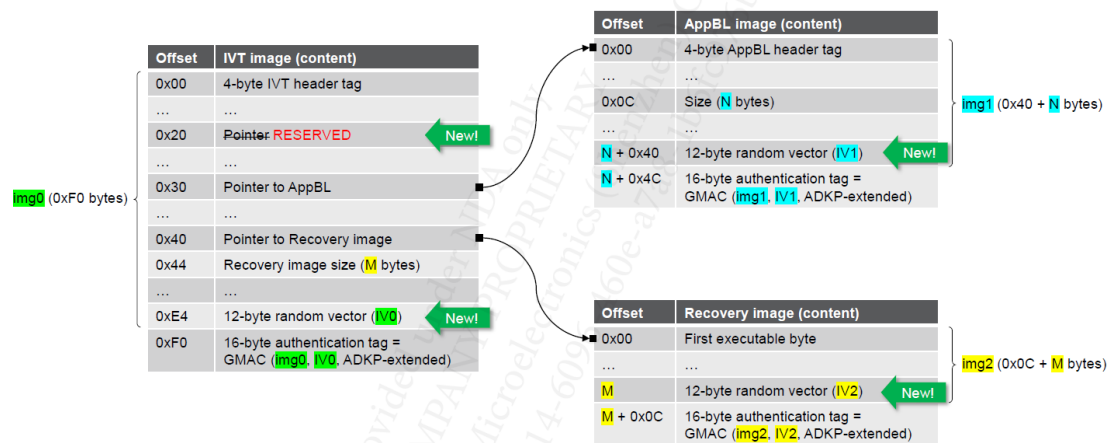 Offset IVT image (content)
0x00 4-byte IVT header tag
... ...
0x20 Pointer RESERVED New!
... ...
0x30 Pointer to AppBL
... ...
0x40 Pointer to Recovery image
0x44 Recovery image size (M bytes)
... ...
0xE4 12-byte random vector (IV0) New!
0xF0 16-byte authentication tag =
GMAC (img0, IV0, ADKP-extended)
img0 (0xF0 bytes)
Offset AppBL image (content)
0x00 4-byte AppBL header tag
... ...
0x0C Size (N bytes)
... ...
N + 0x40 12-byte random vector (IV1) New!
N + 0x4C 16-byte authentication tag =
GMAC (img1, IV1, ADKP-extended)
img1 (0x40 + N bytes)
Offset Recovery image (content)
0x00 First executable byte
... ...
M 12-byte random vector (IV2) New!
M + 0x0C 16-byte authentication tag =
GMAC (img2, IV2, ADKP-extended)
img2 (0x0C + M bytes)